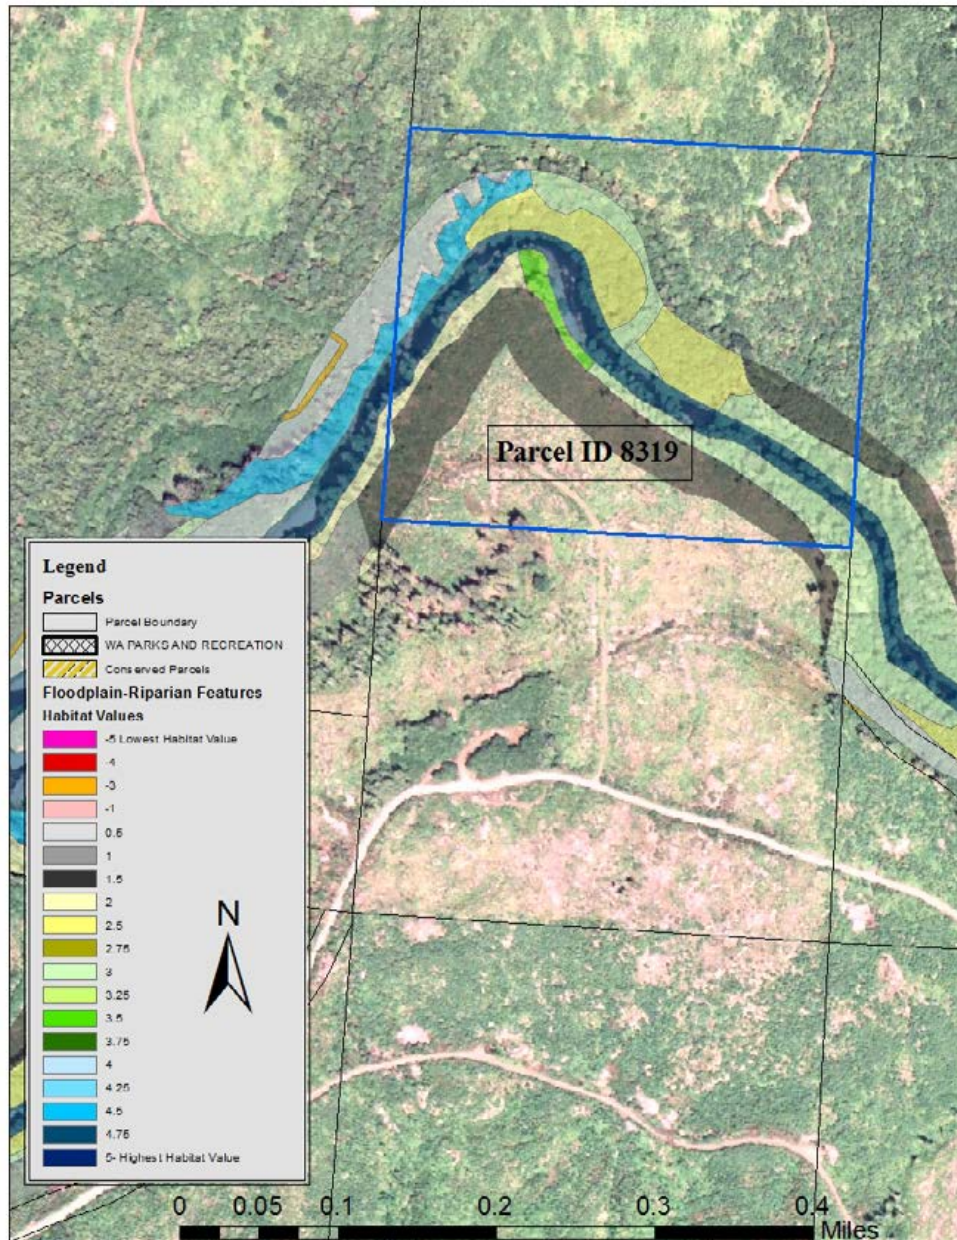 Parcel ID 8319
Legend
Parcels
Parcel Boundary
WA PARKS AND RECREATION
Conserved Parcels
Floodplain-Riparian Features
Habitat Values
-5 Lowest Habitat Value
-4
-3
-1
0.5
1
1.5
2
2.5
2.75
3
3.25
3.5
3.75
4
4.25
4.5
4.75
5- Highest Habitat Value
N
0 0.05 0.1 0.2 0.3 0.4
Miles